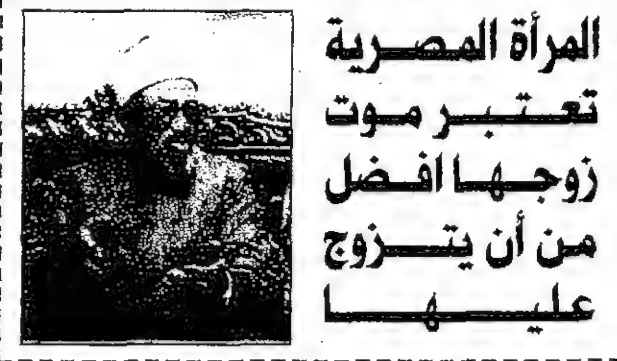 المرأة المصرية
تعتبر موت
زوجها افضل
من أن يتزوج
عليها